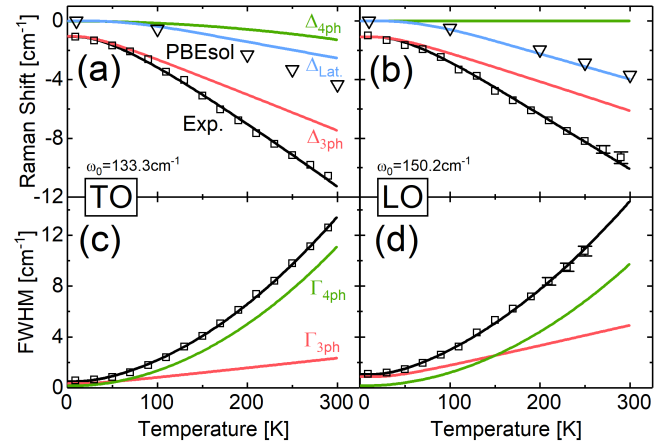 0
-4
-8
-12
Raman Shift [cm⁻¹]
(a)
PBEsol
Exp.
Δ4ph
ΔLat.
Δ3ph
ω₀=133.3cm⁻¹
TO
(b)
ω₀=150.2cm⁻¹
LO
12
8
4
0
FWHM [cm⁻¹]
(c)
Γ4ph
Γ3ph
(d)
0 100 200 300
0 100 200 300
Temperature [K]
Temperature [K]